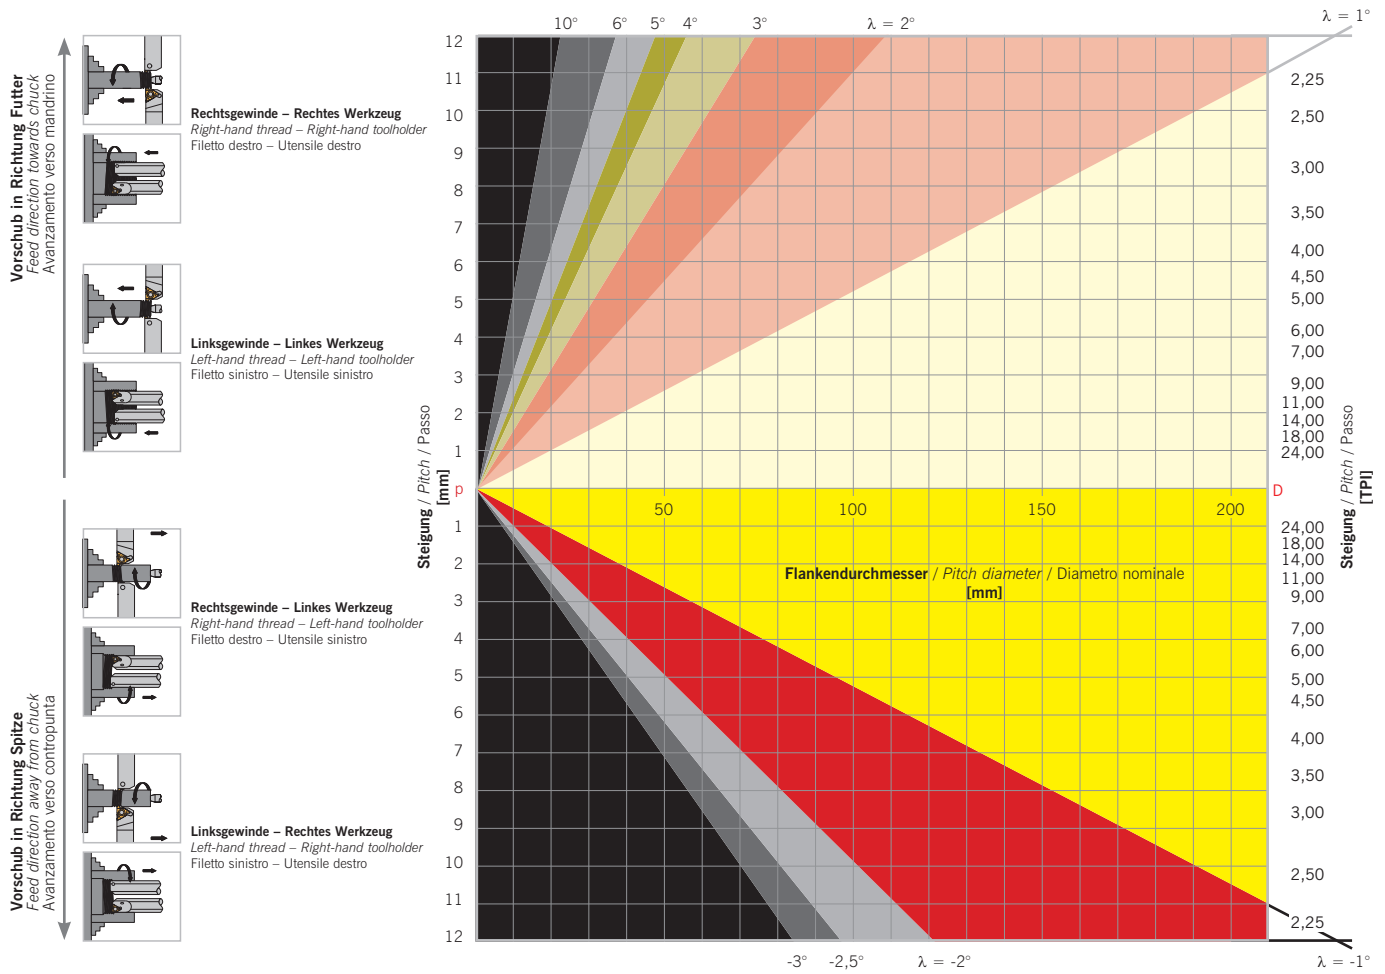 10° 6° 5° 4° 3° λ = 2° λ = 1°
Vorschub in Richtung Futter
Feed direction towards chuck
Avanzamento verso mandrino
Rechtsgewinde – Rechtes Werkzeug
Right-hand thread – Right-hand toolholder
Filetto destro – Utensile destro
Linksgewinde – Linkes Werkzeug
Left-hand thread – Left-hand toolholder
Filetto sinistro – Utensile sinistro
Vorschub in Richtung Spitze
Feed direction away from chuck
Avanzamento verso contropunta
Rechtsgewinde – Linkes Werkzeug
Right-hand thread – Left-hand toolholder
Filetto destro – Utensile sinistro
Linksgewinde – Rechtes Werkzeug
Left-hand thread – Right-hand toolholder
Filetto sinistro – Utensile destro
Steigung / Pitch / Passo
[mm]
12
11
10
9
8
7
6
5
4
3
2
1
p
1
2
3
4
5
6
7
8
9
10
11
12
50 100 150 200
D
Flankendurchmesser / Pitch diameter / Diametro nominale
[mm]
2,25
2,50
3,00
3,50
4,00
4,50
5,00
6,00
7,00
9,00
11,00
14,00
18,00
24,00
24,00
18,00
14,00
11,00
9,00
7,00
6,00
5,00
4,50
4,00
3,50
3,00
2,50
2,25
Steigung / Pitch / Passo
[TPI]
-3° -2,5° λ = -2° λ = -1°